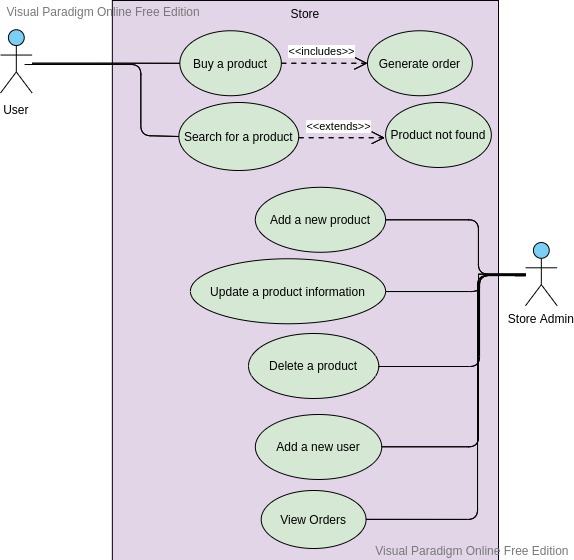 Visual Paradigm Online Free Edition
Store
<<includes>>
Buy a product
Generate order
User
<<extends>>
Search for a product
Product not found
Add a new product
Update a product information
Store Admin
Delete a product
Add a new user
View Orders
Visual Paradigm Online Free Edition